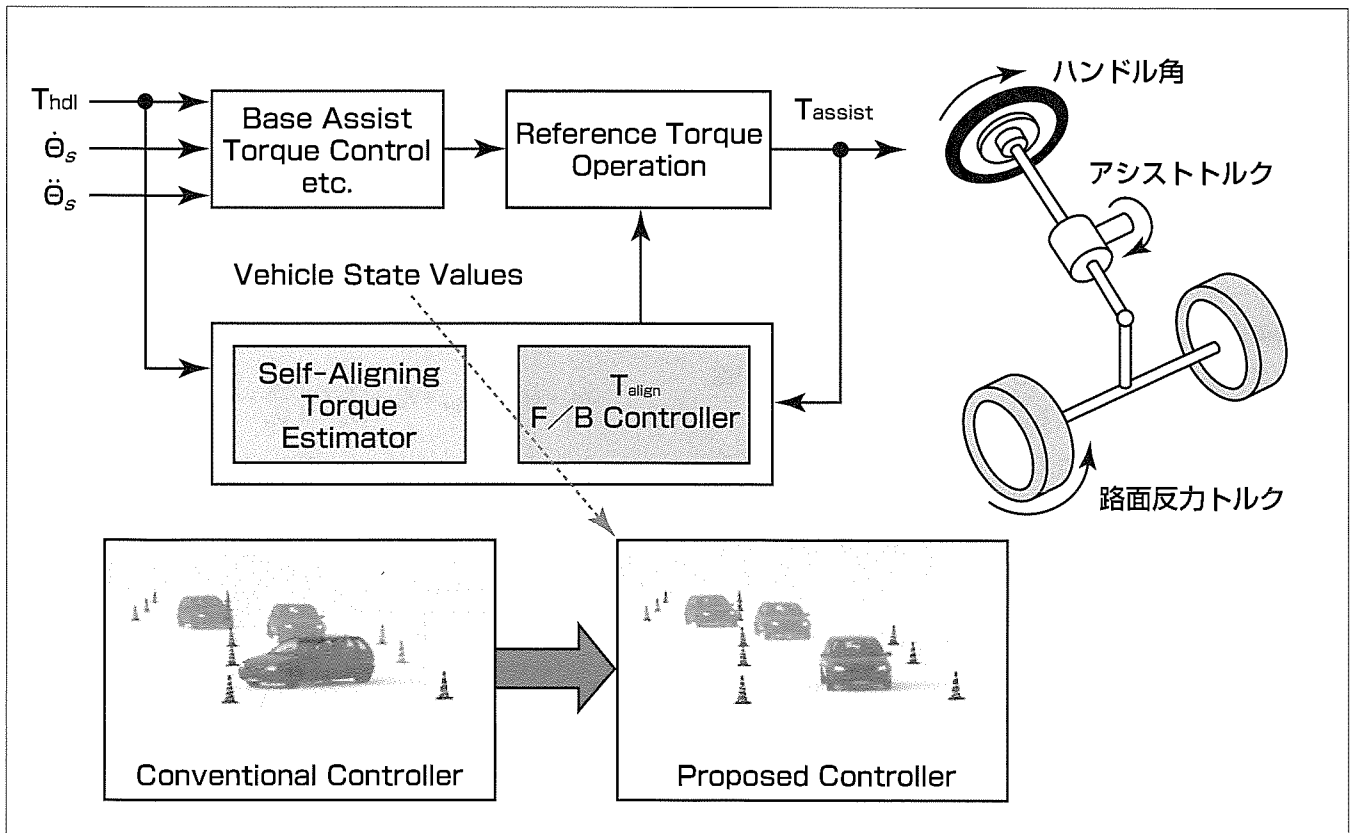 Thdl
Θ̇s
Θ̈s
Base Assist
Torque Control
etc.
Reference Torque
Operation
Tassist
ハンドル角
アシストトルク
Vehicle State Values
Self-Aligning
Torque
Estimator
Talign
F/B Controller
路面反力トルク
Conventional Controller
Proposed Controller